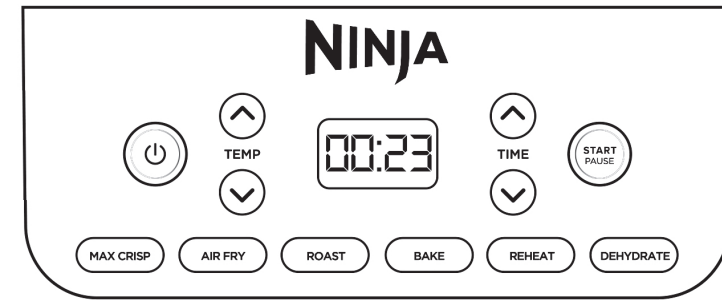 NINJA
TEMP
00:23
TIME
START
PAUSE
MAX CRISP
AIR FRY
ROAST
BAKE
REHEAT
DEHYDRATE